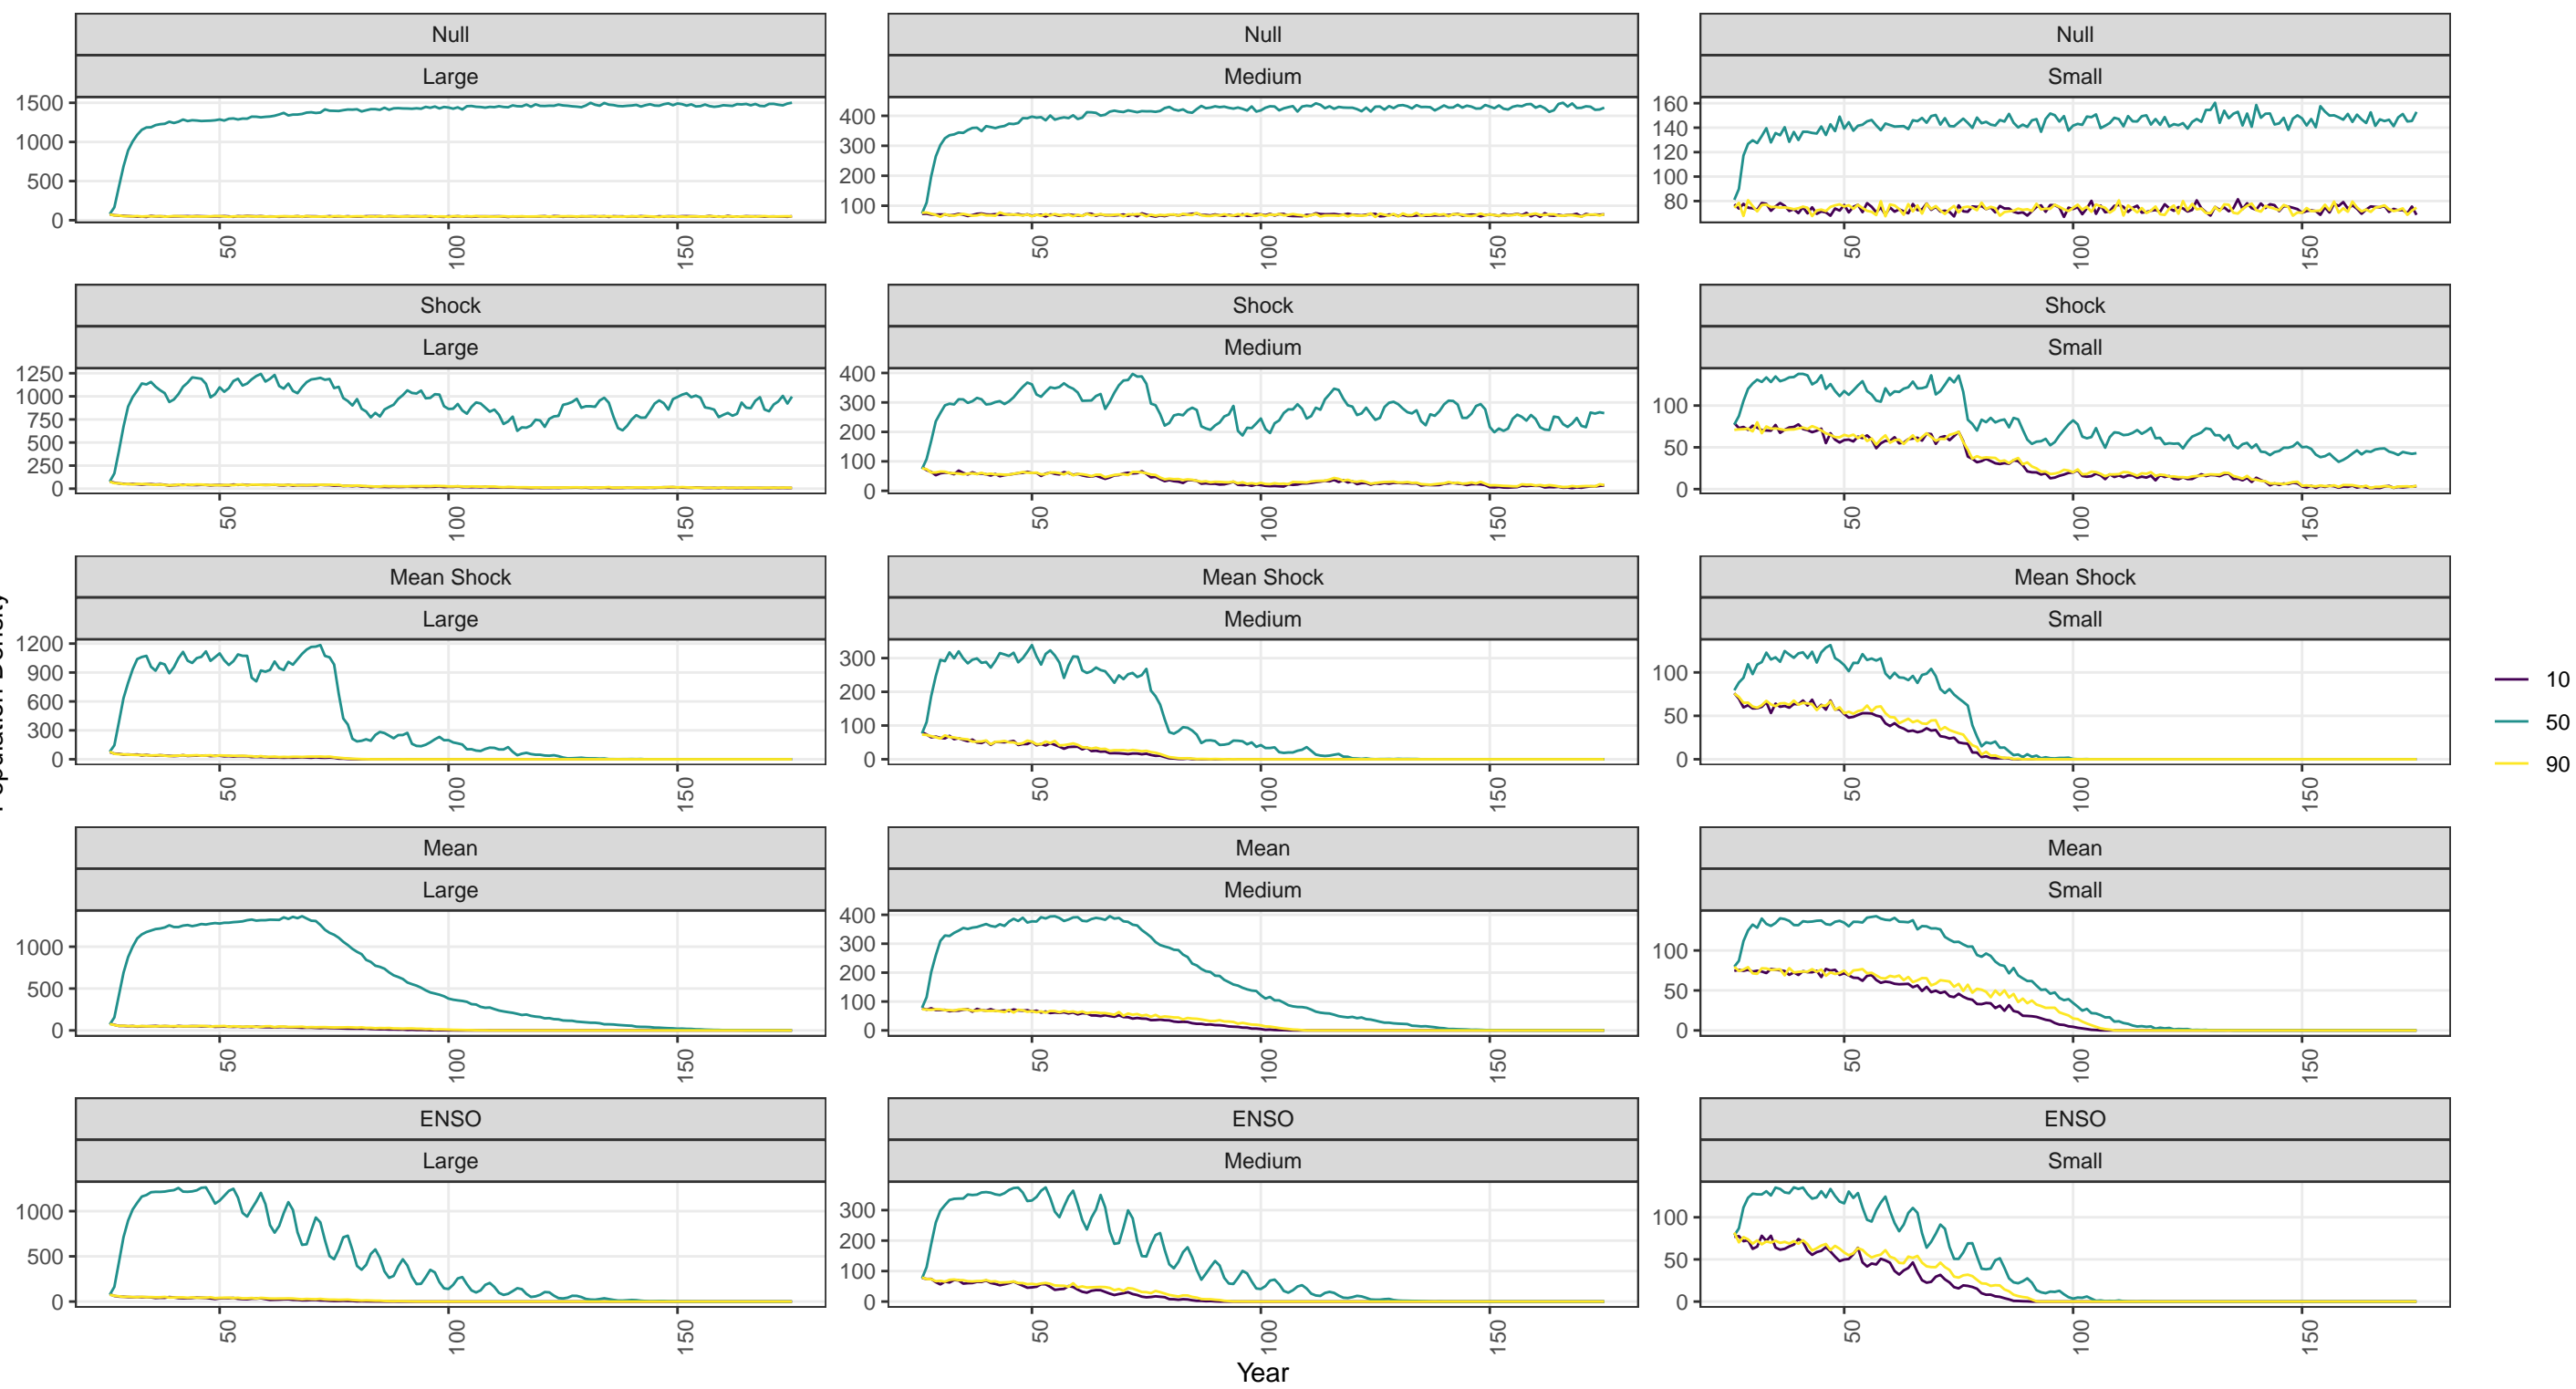 Null Null Null
Large Medium Small
1500 1000 500 0
400 300 200 100
160 140 120 100 80
50 100 150 50 100 150 50 100 150
Shock Shock Shock
Large Medium Small
1250 1000 750 500 250 0
400 300 200 100 0
100 50 0
50 100 150 50 100 150 50 100 150
Mean Shock Mean Shock Mean Shock
Large Medium Small
1200 900 600 300 0
300 200 100 0
100 50 0
50 100 150 50 100 150 50 100 150
10
50
90
Mean Mean Mean
Large Medium Small
1000 500 0
400 300 200 100 0
100 50 0
50 100 150 50 100 150 50 100 150
ENSO ENSO ENSO
Large Medium Small
1000 500 0
300 200 100 0
100 50 0
50 100 150 50 100 150 50 100 150
Year